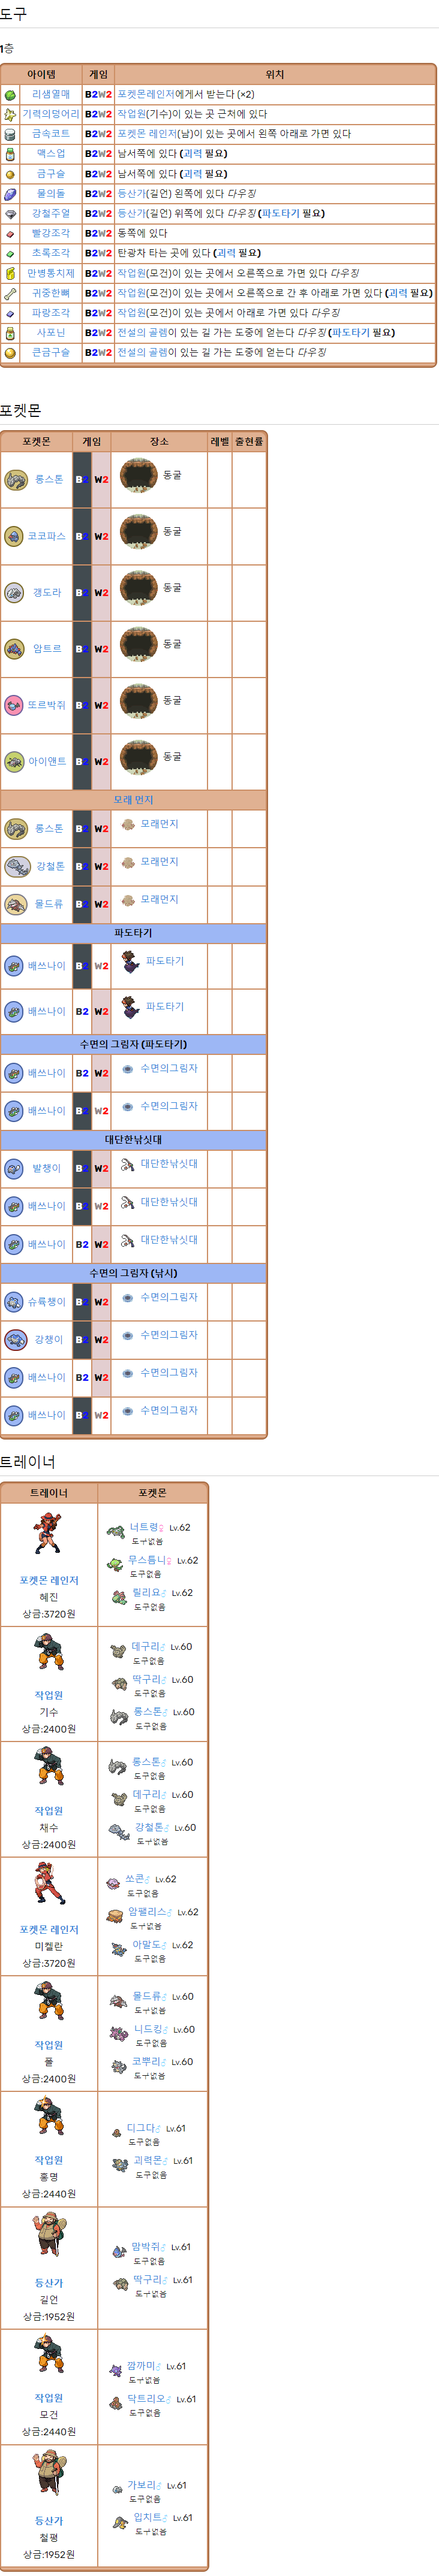 도구
1층
아이템 게임 위치
리샘열매 B2W2 포켓몬레인저에게서 받는다 (×2)
기력의덩어리 B2W2 작업원(기수)이 있는 곳 근처에 있다
금속코트 B2W2 포켓몬 레인저(남)이 있는 곳에서 왼쪽 아래로 가면 있다
맥스업 B2W2 남서쪽에 있다 (괴력 필요)
금구슬 B2W2 남서쪽에 있다 (괴력 필요)
물의돌 B2W2 등산가(길언) 왼쪽에 있다 다우징
강철주얼 B2W2 등산가(길언) 위쪽에 있다 다우징 (파도타기 필요)
빨강조각 B2W2 동쪽에 있다
초록조각 B2W2 탄광차 타는 곳에 있다 (괴력 필요)
만병통치제 B2W2 작업원(모건)이 있는 곳에서 오른쪽으로 가면 있다 다우징
귀중한뼈 B2W2 작업원(모건)이 있는 곳에서 오른쪽으로 간 후 아래로 가면 있다 (괴력 필요)
파랑조각 B2W2 작업원(모건)이 있는 곳에서 아래로 가면 있다 다우징
사포닌 B2W2 전설의 골렘이 있는 길 가는 도중에 얻는다 다우징 (파도타기 필요)
큰금구슬 B2W2 전설의 골렘이 있는 길 가는 도중에 얻는다 다우징
포켓몬
포켓몬 게임 장소 레벨 출현률
롱스톤 B2 W2 동굴
코코파스 B2 W2 동굴
갱도라 B2 W2 동굴
암트르 B2 W2 동굴
또르박쥐 B2 W2 동굴
아이앤트 B2 W2 동굴
모래 먼지
롱스톤 B2 W2 모래먼지
강철톤 B2 W2 모래먼지
몰드류 B2 W2 모래먼지
파도타기
배쓰나이 B2 W2 파도타기
배쓰나이 B2 W2 파도타기
수면의 그림자 (파도타기)
배쓰나이 B2 W2 수면의그림자
배쓰나이 B2 W2 수면의그림자
대단한낚싯대
발챙이 B2 W2 대단한낚싯대
배쓰나이 B2 W2 대단한낚싯대
배쓰나이 B2 W2 대단한낚싯대
수면의 그림자 (낚시)
슈륙챙이 B2 W2 수면의그림자
강챙이 B2 W2 수면의그림자
배쓰나이 B2 W2 수면의그림자
배쓰나이 B2 W2 수면의그림자
트레이너
트레이너 포켓몬
포켓몬 레인저
혜진
상금:3720원
너트령♀ Lv.62
도구없음
무스틈니♀ Lv.62
도구없음
릴리요♂ Lv.62
도구없음
작업원
기수
상금:2400원
데구리♂ Lv.60
도구없음
딱구리♂ Lv.60
도구없음
롱스톤♂ Lv.60
도구없음
작업원
채수
상금:2400원
롱스톤♂ Lv.60
도구없음
데구리♂ Lv.60
도구없음
강철톤♂ Lv.60
도구없음
포켓몬 레인저
미켈란
상금:3720원
쏘콘♂ Lv.62
도구없음
암팰리스♂ Lv.62
도구없음
아말도♂ Lv.62
도구없음
작업원
폴
상금:2400원
몰드류♂ Lv.60
도구없음
니드킹♂ Lv.60
도구없음
코뿌리♂ Lv.60
도구없음
작업원
홍명
상금:2440원
디그다♂ Lv.61
도구없음
괴력몬♂ Lv.61
도구없음
등산가
길언
상금:1952원
맘박쥐♂ Lv.61
도구없음
딱구리♂ Lv.61
도구없음
작업원
모건
상금:2440원
깜까미♂ Lv.61
도구없음
닥트리오♂ Lv.61
도구없음
등산가
철평
상금:1952원
가보리♂ Lv.61
도구없음
입치트♂ Lv.61
도구없음